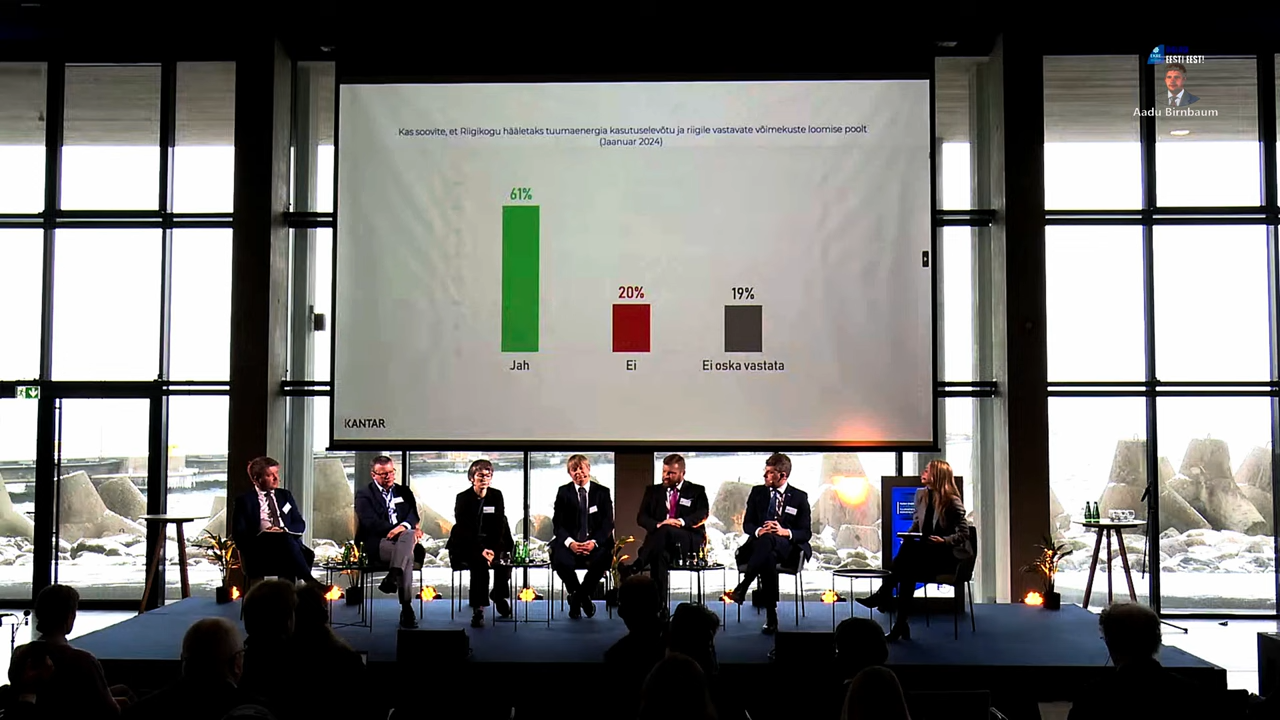 EESTI EEST!
Aadu Birnbaum
Kas soovite, et Riigikogu hääletaks tuumaenergia kasutuselevõtu ja riigile vastavate võimekuste loomise poolt
(Jaanuar 2024)
61%
20%
19%
Jah
Ei
Ei oska vastata
KANTAR